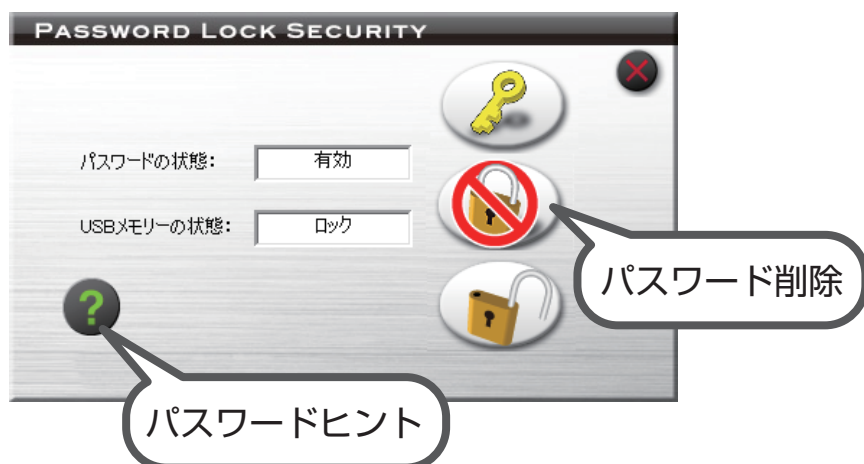 PASSWORD LOCK SECURITY
パスワードの状態： 有効
USBメモリーの状態： ロック
?
パスワード削除
パスワードヒント